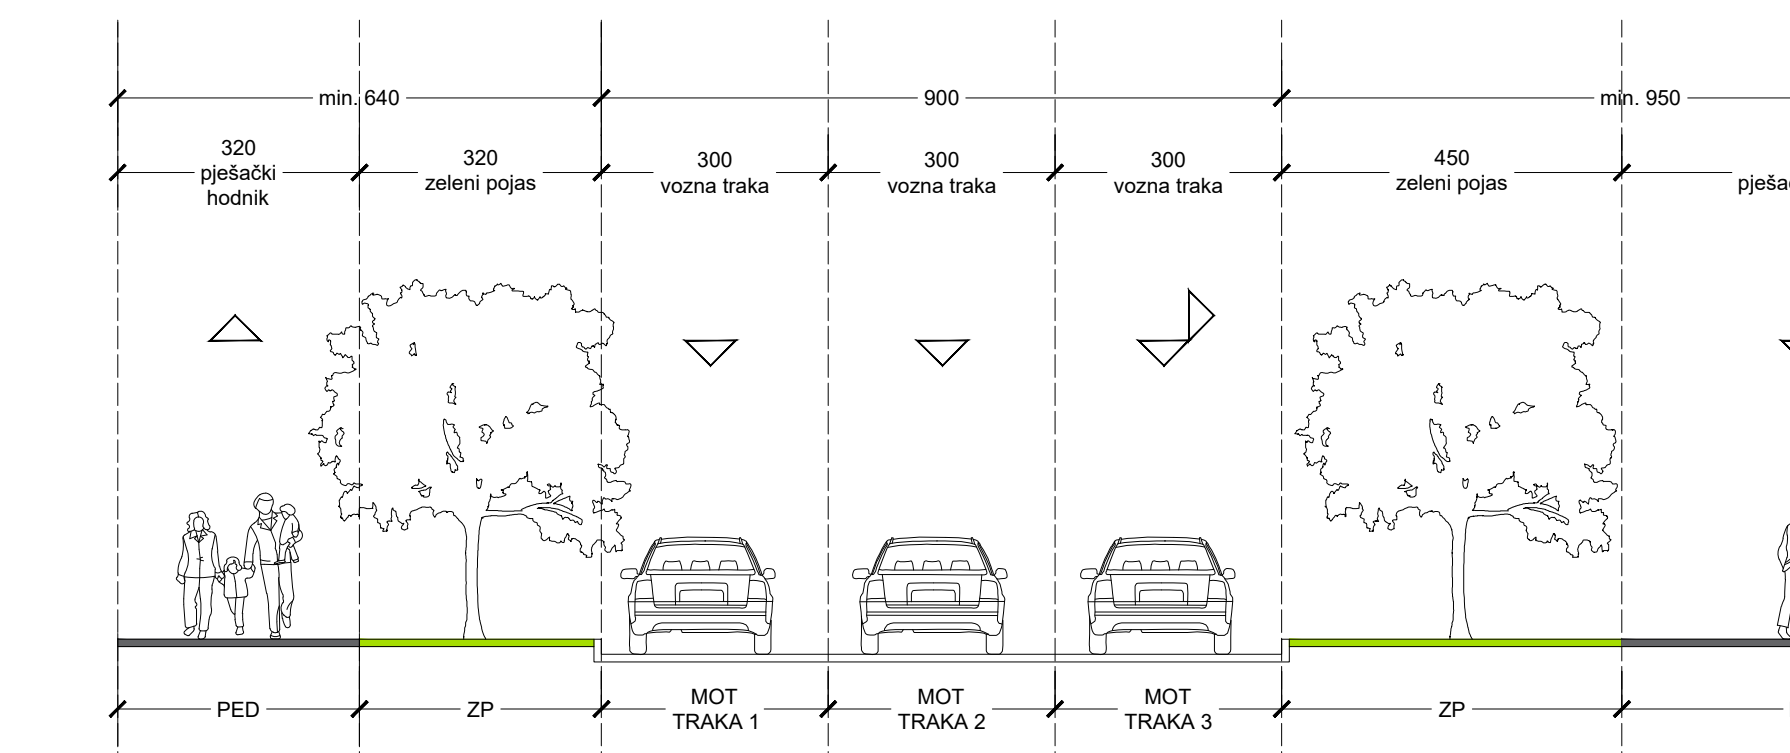 min. 640
900
min. 950
320
pješački
hodnik
320
zeleni pojas
300
vozna traka
300
vozna traka
300
vozna traka
450
zeleni pojas
PED
ZP
MOT
TRAKA 1
MOT
TRAKA 2
MOT
TRAKA 3
ZP